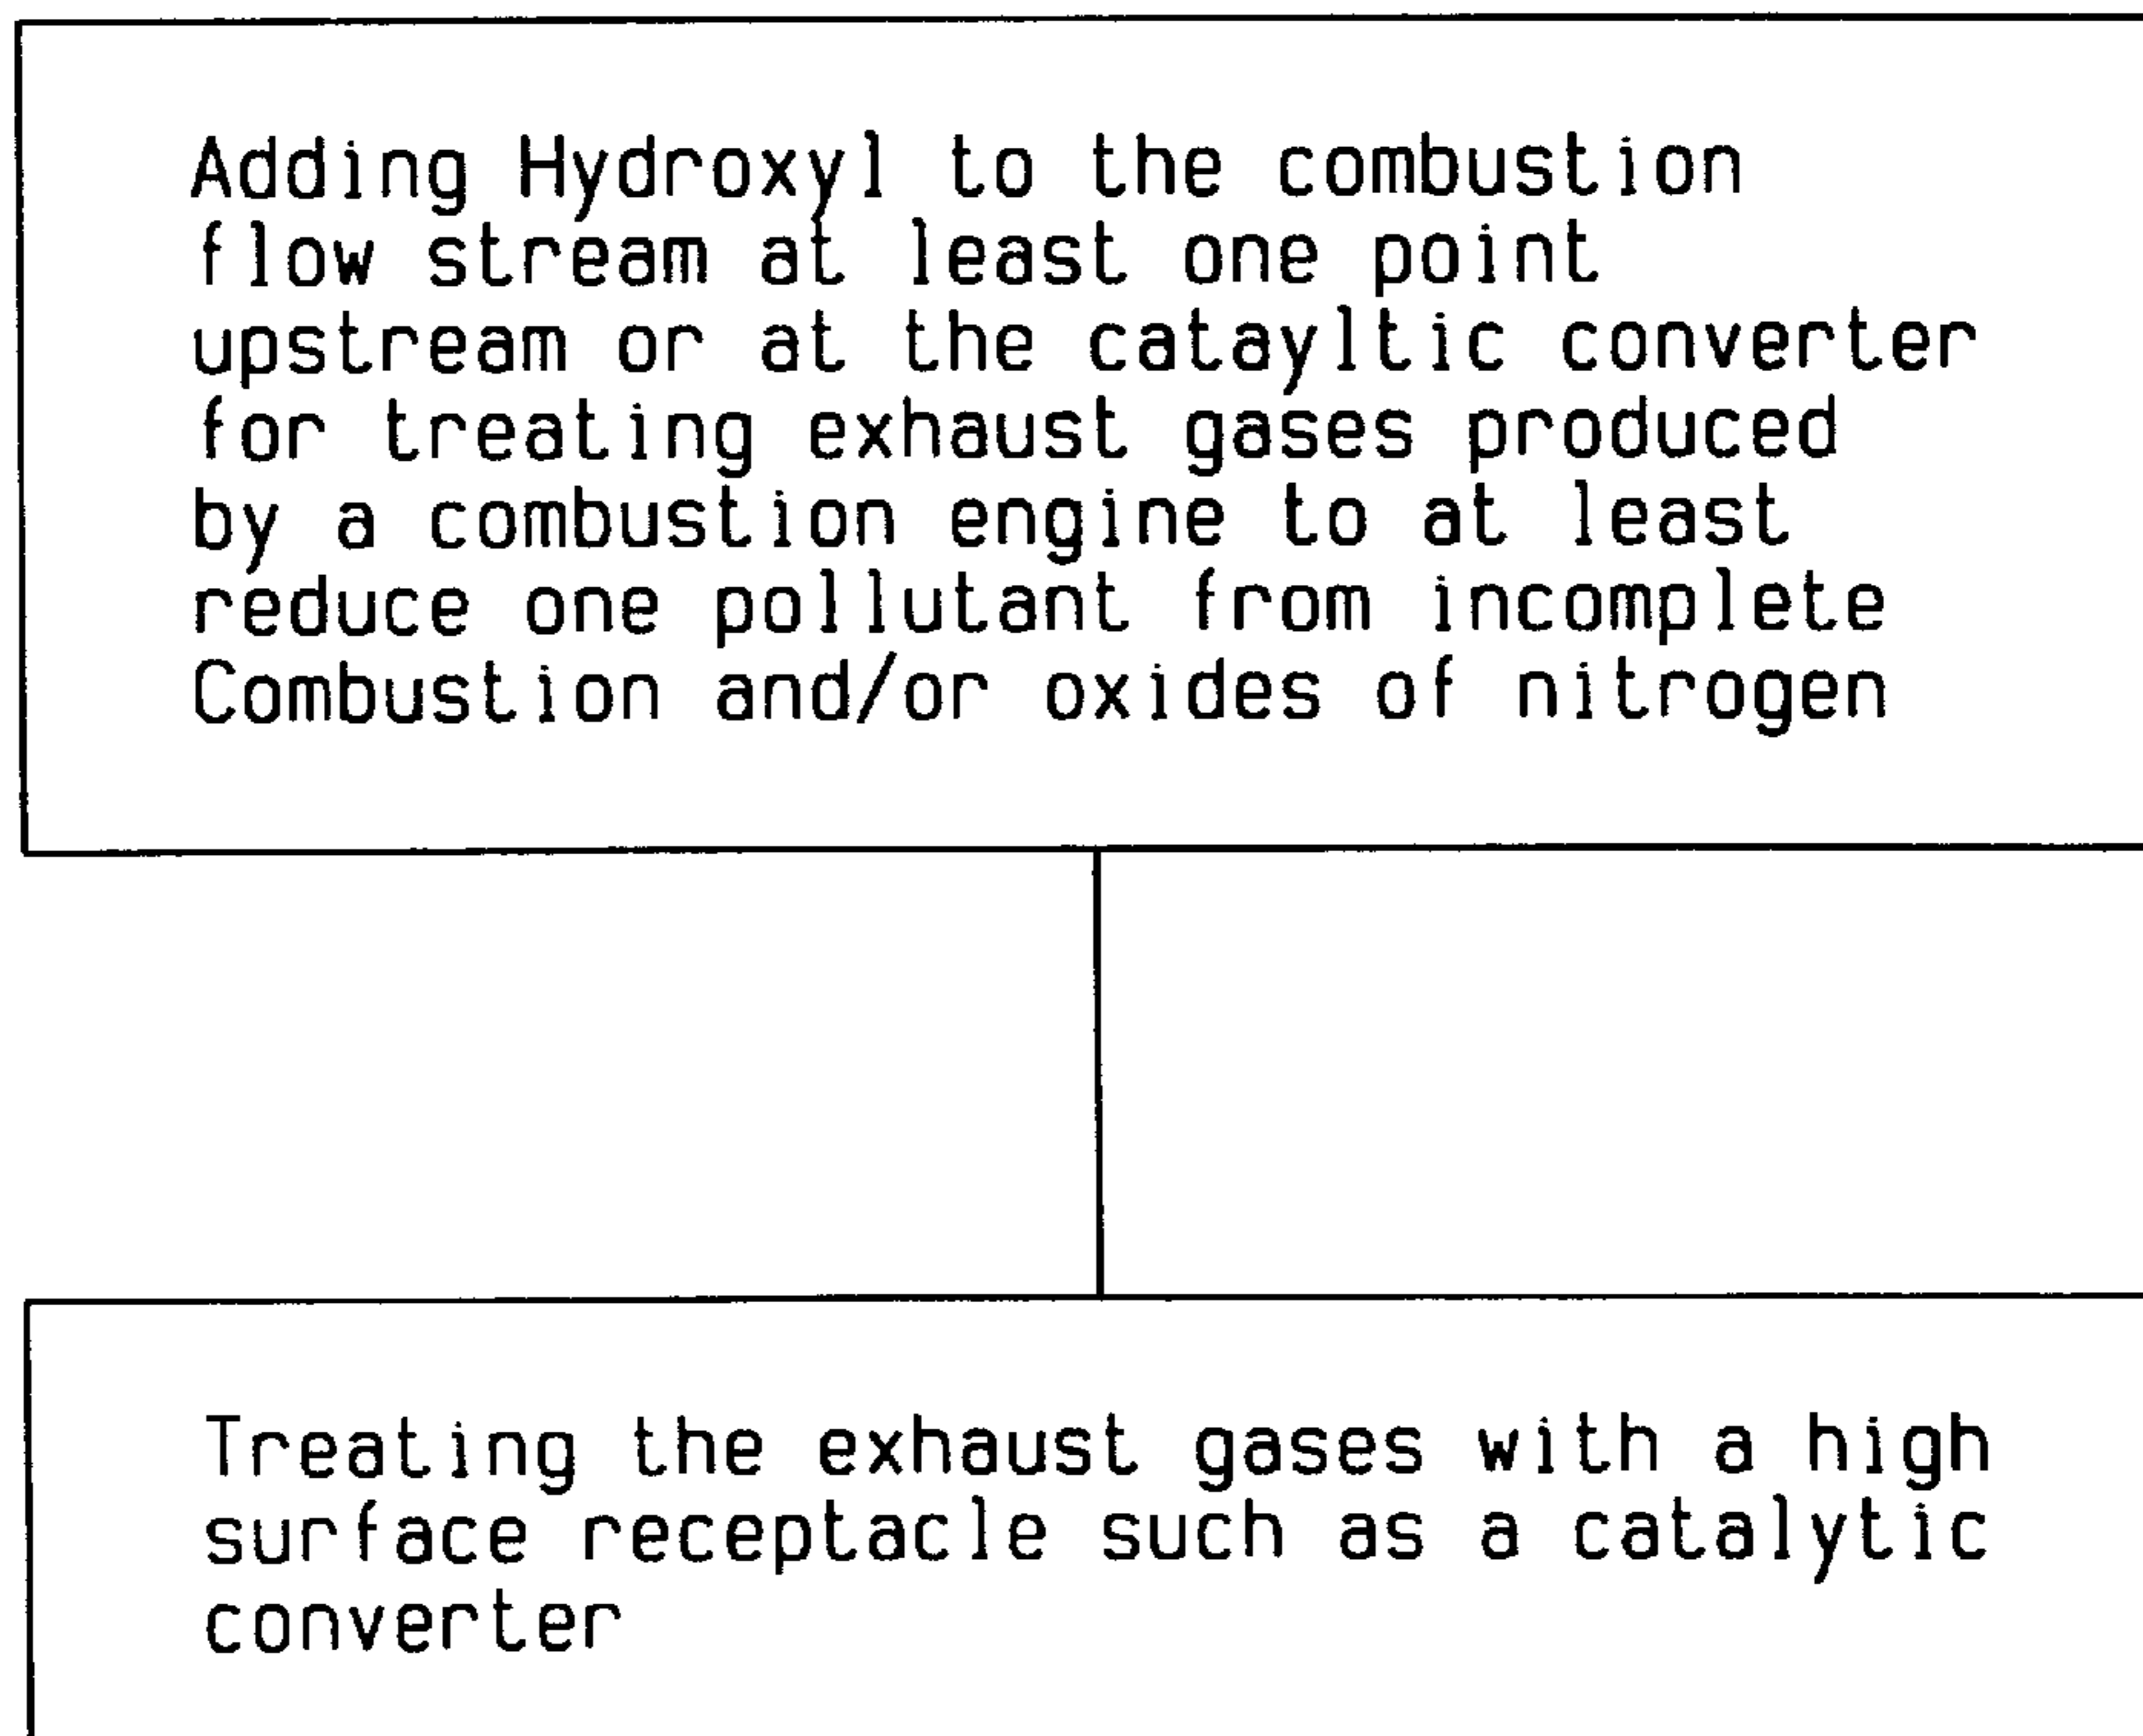 Adding Hydroxyl to the combustion
flow stream at least one point
upstream or at the catayltic converter
for treating exhaust gases produced
by a combustion engine to at least
reduce one pollutant from incomplete
Combustion and/or oxides of nitrogen
Treating the exhaust gases with a high
surface receptacle such as a catalytic
converter